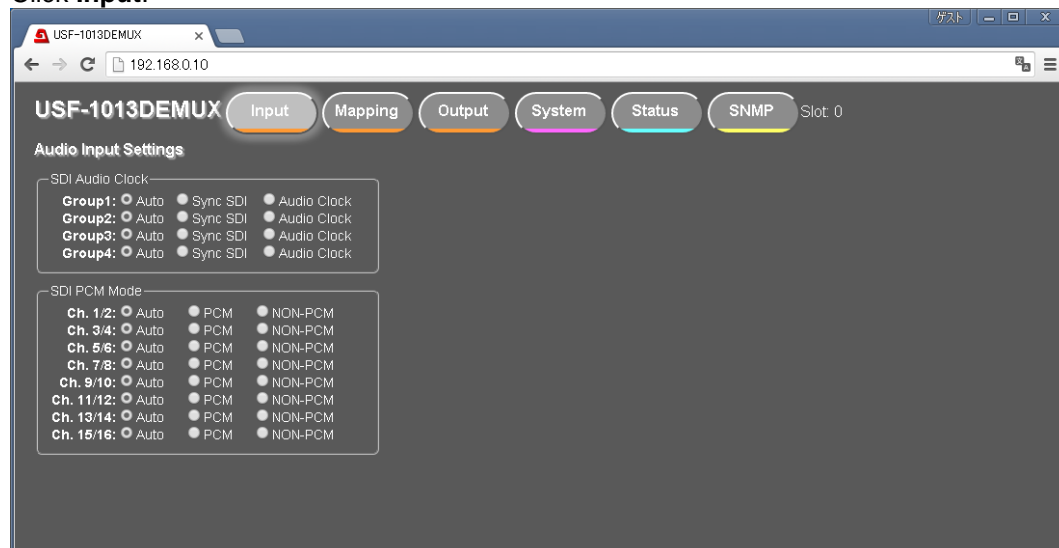 Click Input.
ゲスト
USF-1013DEMUX
192.168.0.10
USF-1013DEMUX Input Mapping Output System Status SNMP Slot: 0
Audio Input Settings
SDI Audio Clock
Group1: Auto Sync SDI Audio Clock
Group2: Auto Sync SDI Audio Clock
Group3: Auto Sync SDI Audio Clock
Group4: Auto Sync SDI Audio Clock
SDI PCM Mode
Ch. 1/2: Auto PCM NON-PCM
Ch. 3/4: Auto PCM NON-PCM
Ch. 5/6: Auto PCM NON-PCM
Ch. 7/8: Auto PCM NON-PCM
Ch. 9/10: Auto PCM NON-PCM
Ch. 11/12: Auto PCM NON-PCM
Ch. 13/14: Auto PCM NON-PCM
Ch. 15/16: Auto PCM NON-PCM